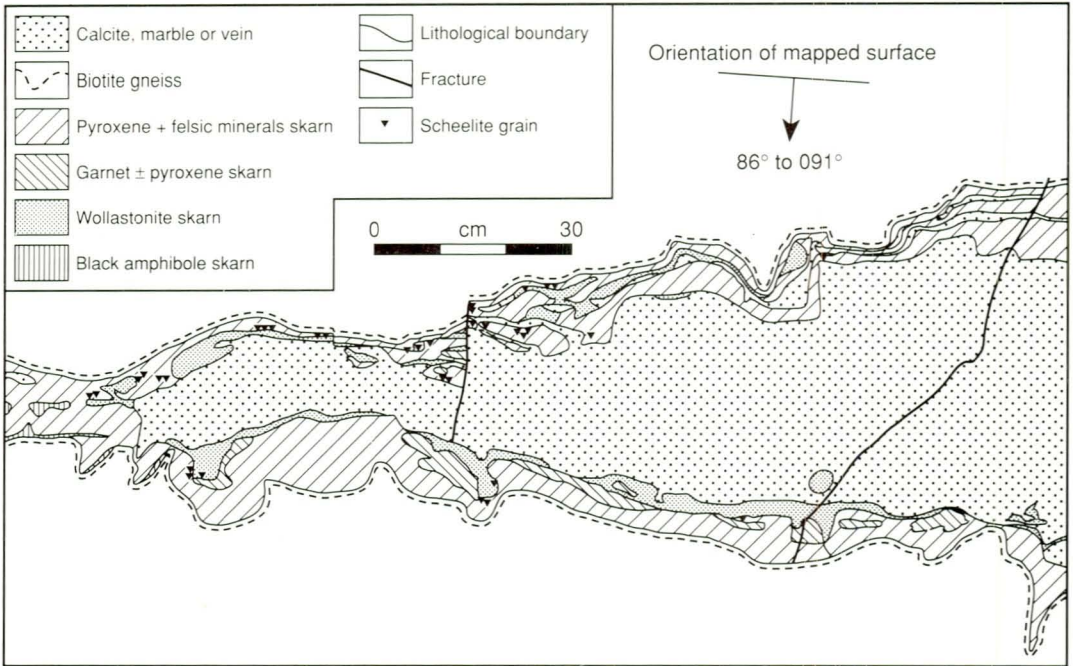 Calcite, marble or vein
Biotite gneiss
Pyroxene + felsic minerals skarn
Garnet ± pyroxene skarn
Wollastonite skarn
Black amphibole skarn
Lithological boundary
Fracture
Scheelite grain
Orientation of mapped surface
86° to 091°
0 cm 30